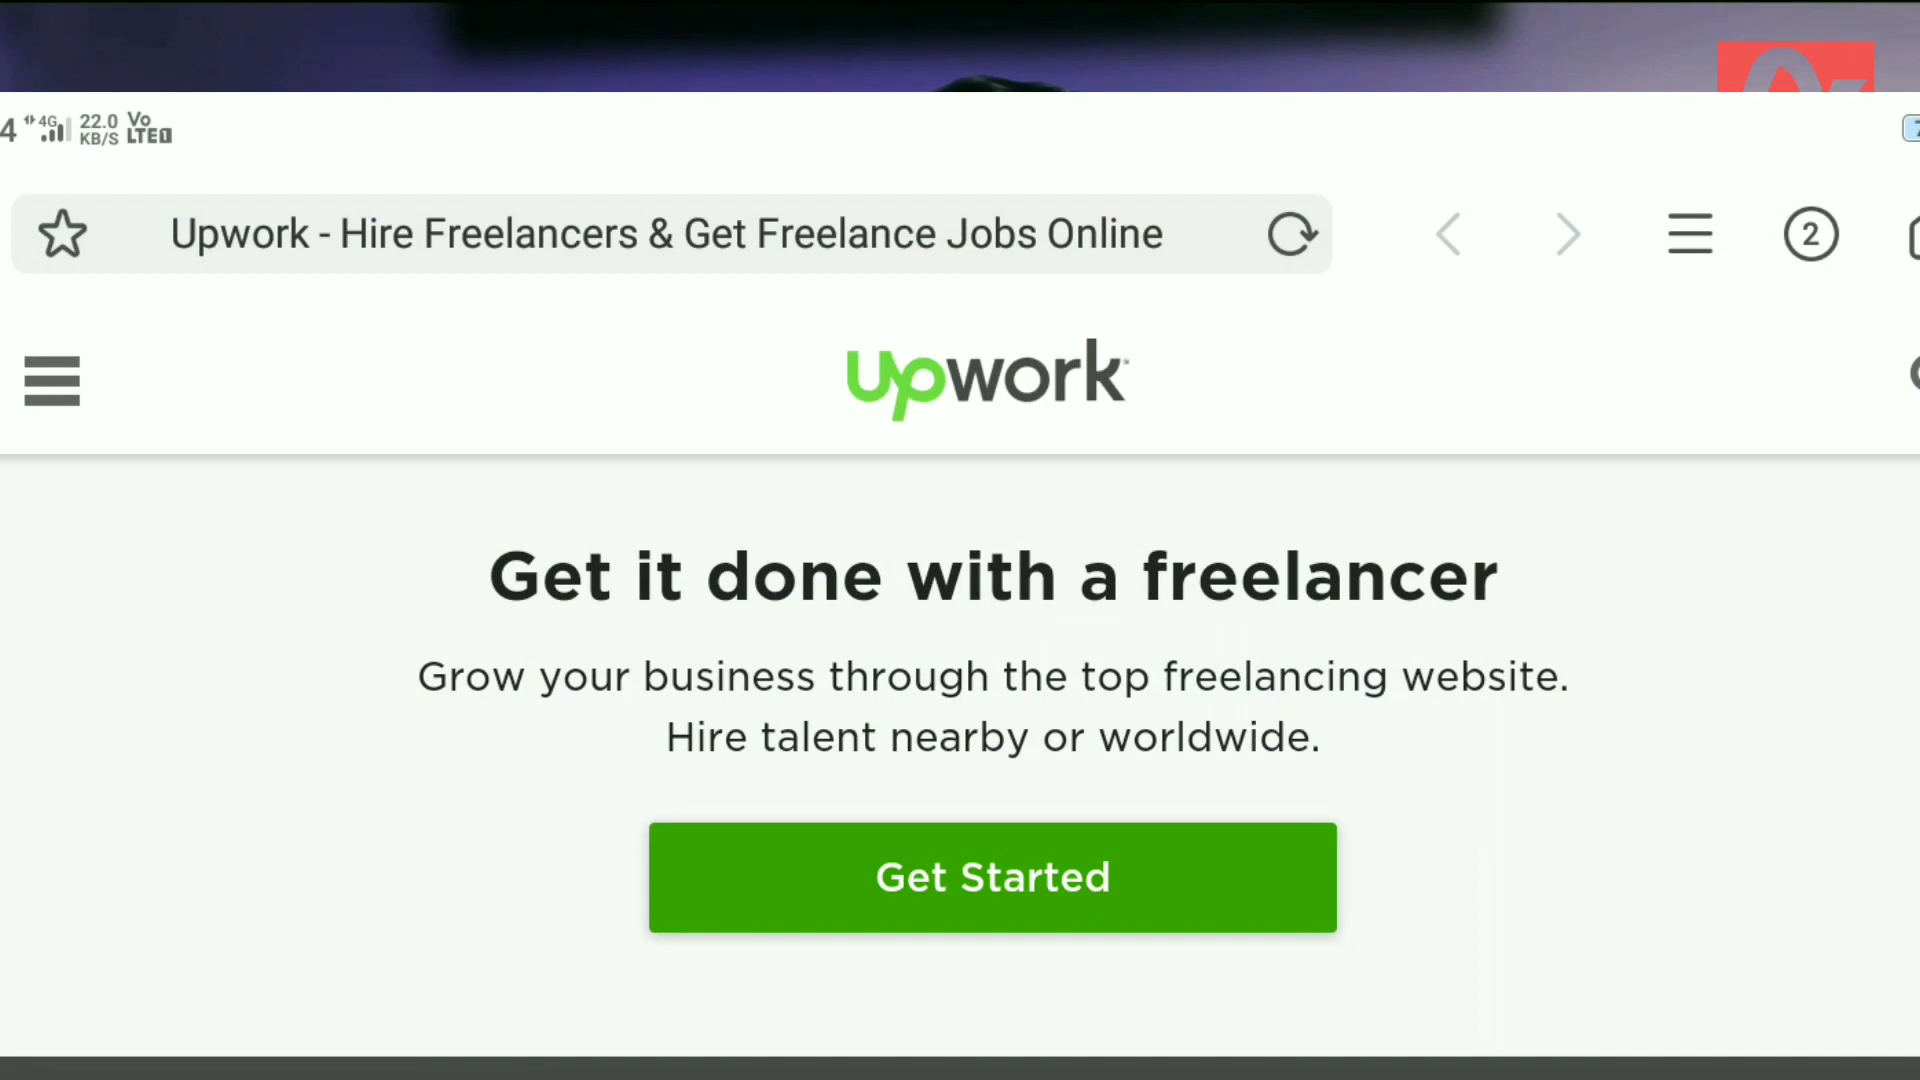 4 4G 22.0 Vo
KB/S LTE
Upwork - Hire Freelancers & Get Freelance Jobs Online
2
upwork
Get it done with a freelancer
Grow your business through the top freelancing website.
Hire talent nearby or worldwide.
Get Started